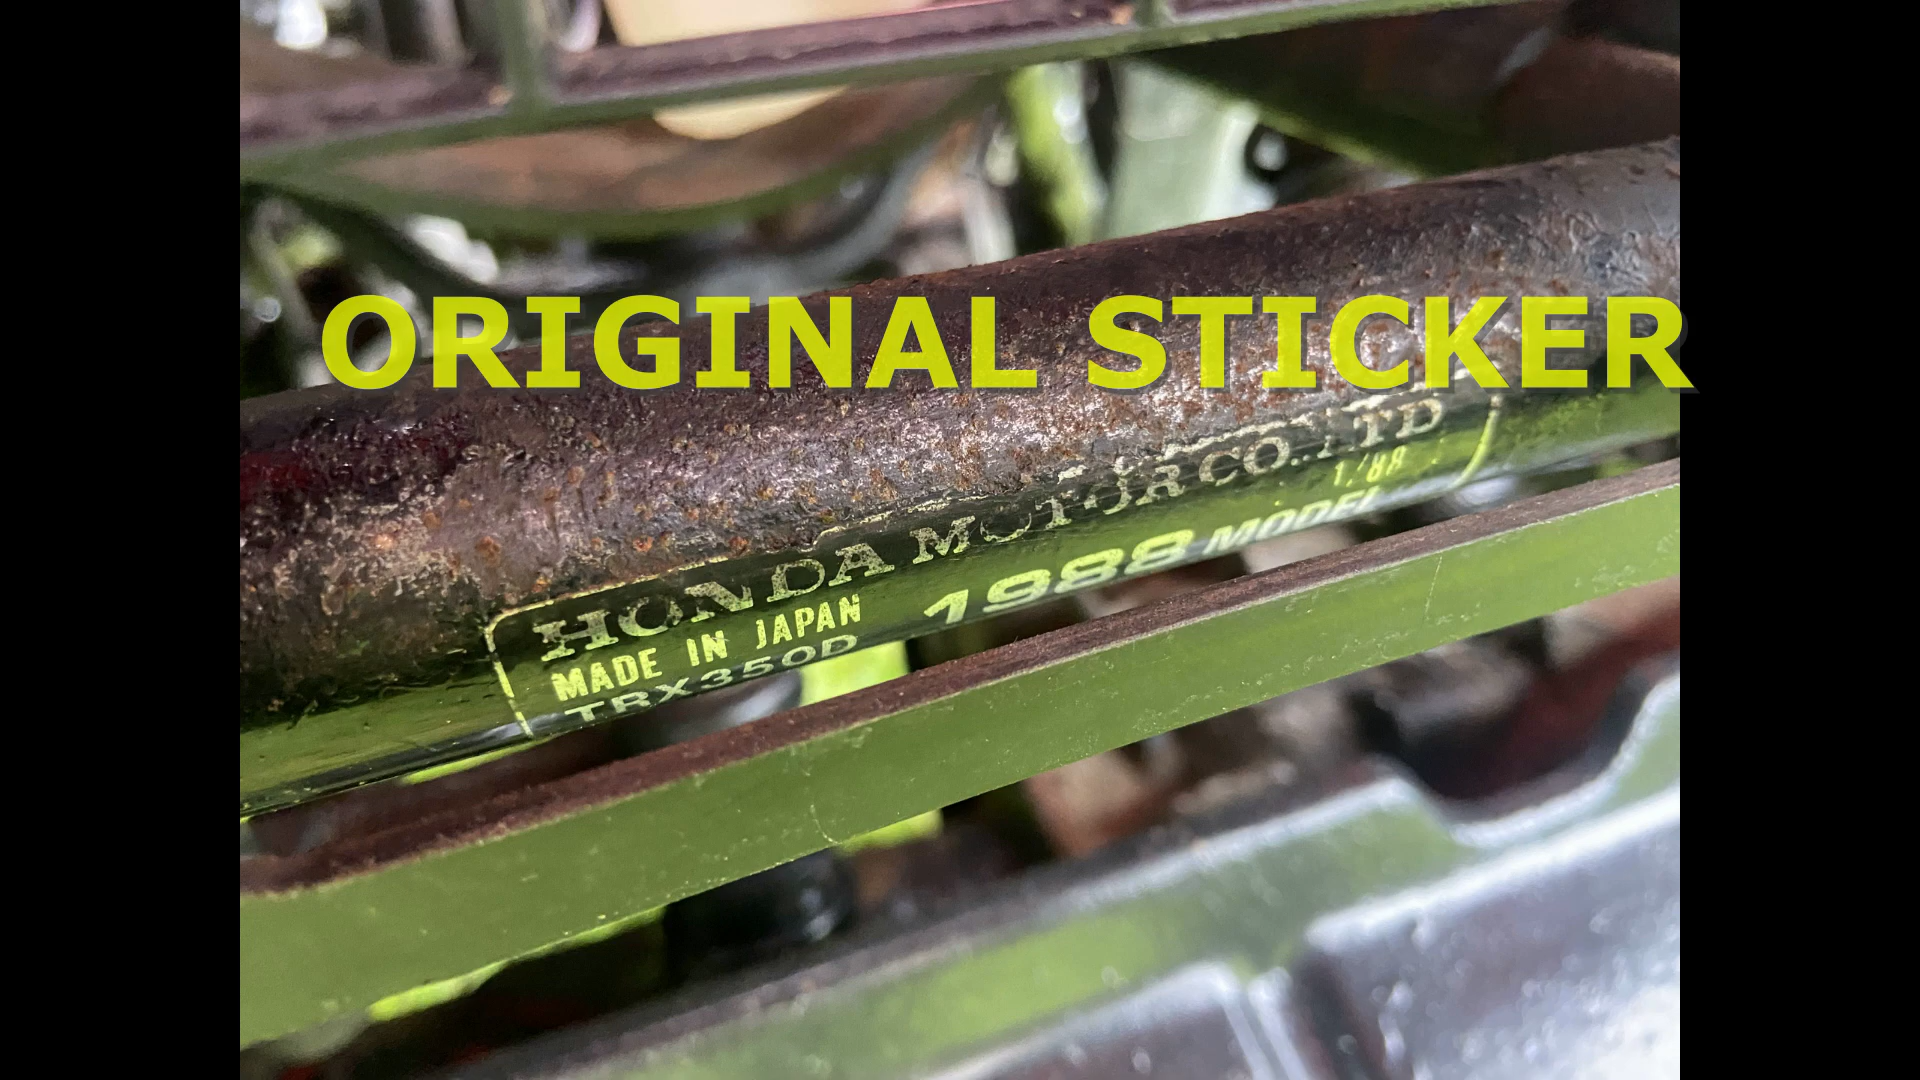 ORIGINAL STICKER
HONDA MOTOR CO.,LTD
MADE IN JAPAN 1988 MODEL 1/88
TRX350D